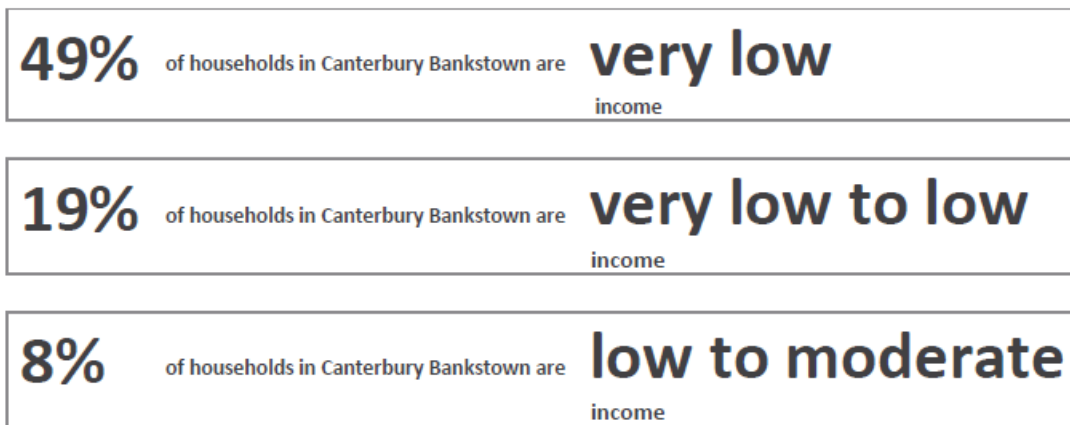 49% of households in Canterbury Bankstown are very low
income
19% of households in Canterbury Bankstown are very low to low
income
8% of households in Canterbury Bankstown are low to moderate
income